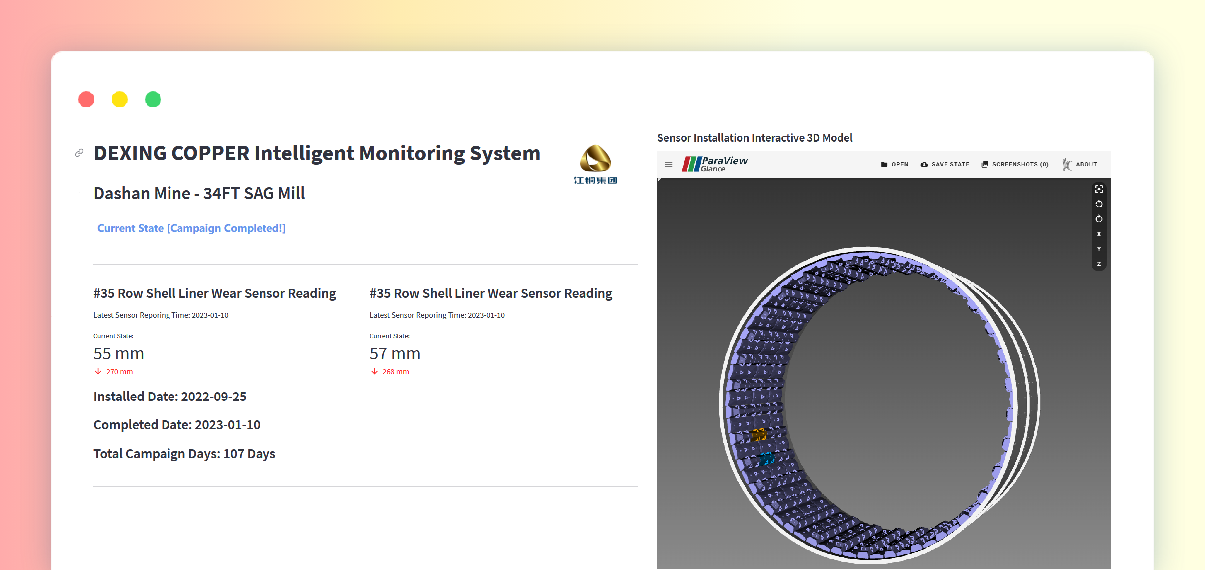 DEXING COPPER Intelligent Monitoring System
江铜集团
Dashan Mine - 34FT SAG Mill
Current State [Campaign Completed!]
#35 Row Shell Liner Wear Sensor Reading
Latest Sensor Reporing Time: 2023-01-10
Current State:
55 mm
270 mm
#35 Row Shell Liner Wear Sensor Reading
Latest Sensor Reporing Time: 2023-01-10
Current State:
57 mm
268 mm
Installed Date: 2022-09-25
Completed Date: 2023-01-10
Total Campaign Days: 107 Days
Sensor Installation Interactive 3D Model
ParaView
Glance
OPEN
SAVE STATE
SCREENSHOTS (0)
ABOUT
X
Y
Z